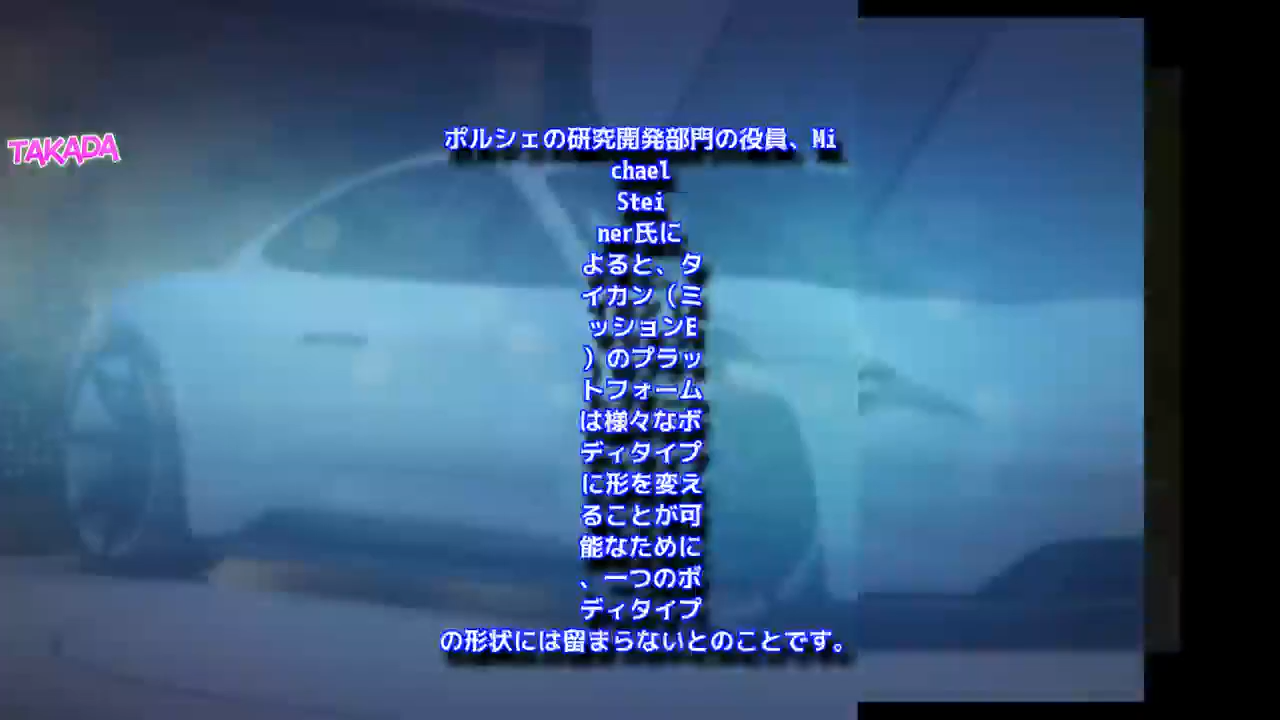 TAKADA
ポルシェの研究開発部門の役員、Mi
chael
Stei
ner氏に
よると、タ
イカン（ミ
ッションE
）のプラッ
トフォーム
は様々なボ
ディタイプ
に形を変え
ることが可
能なために
、一つのボ
ディタイプ
の形状には留まらないとのことです。